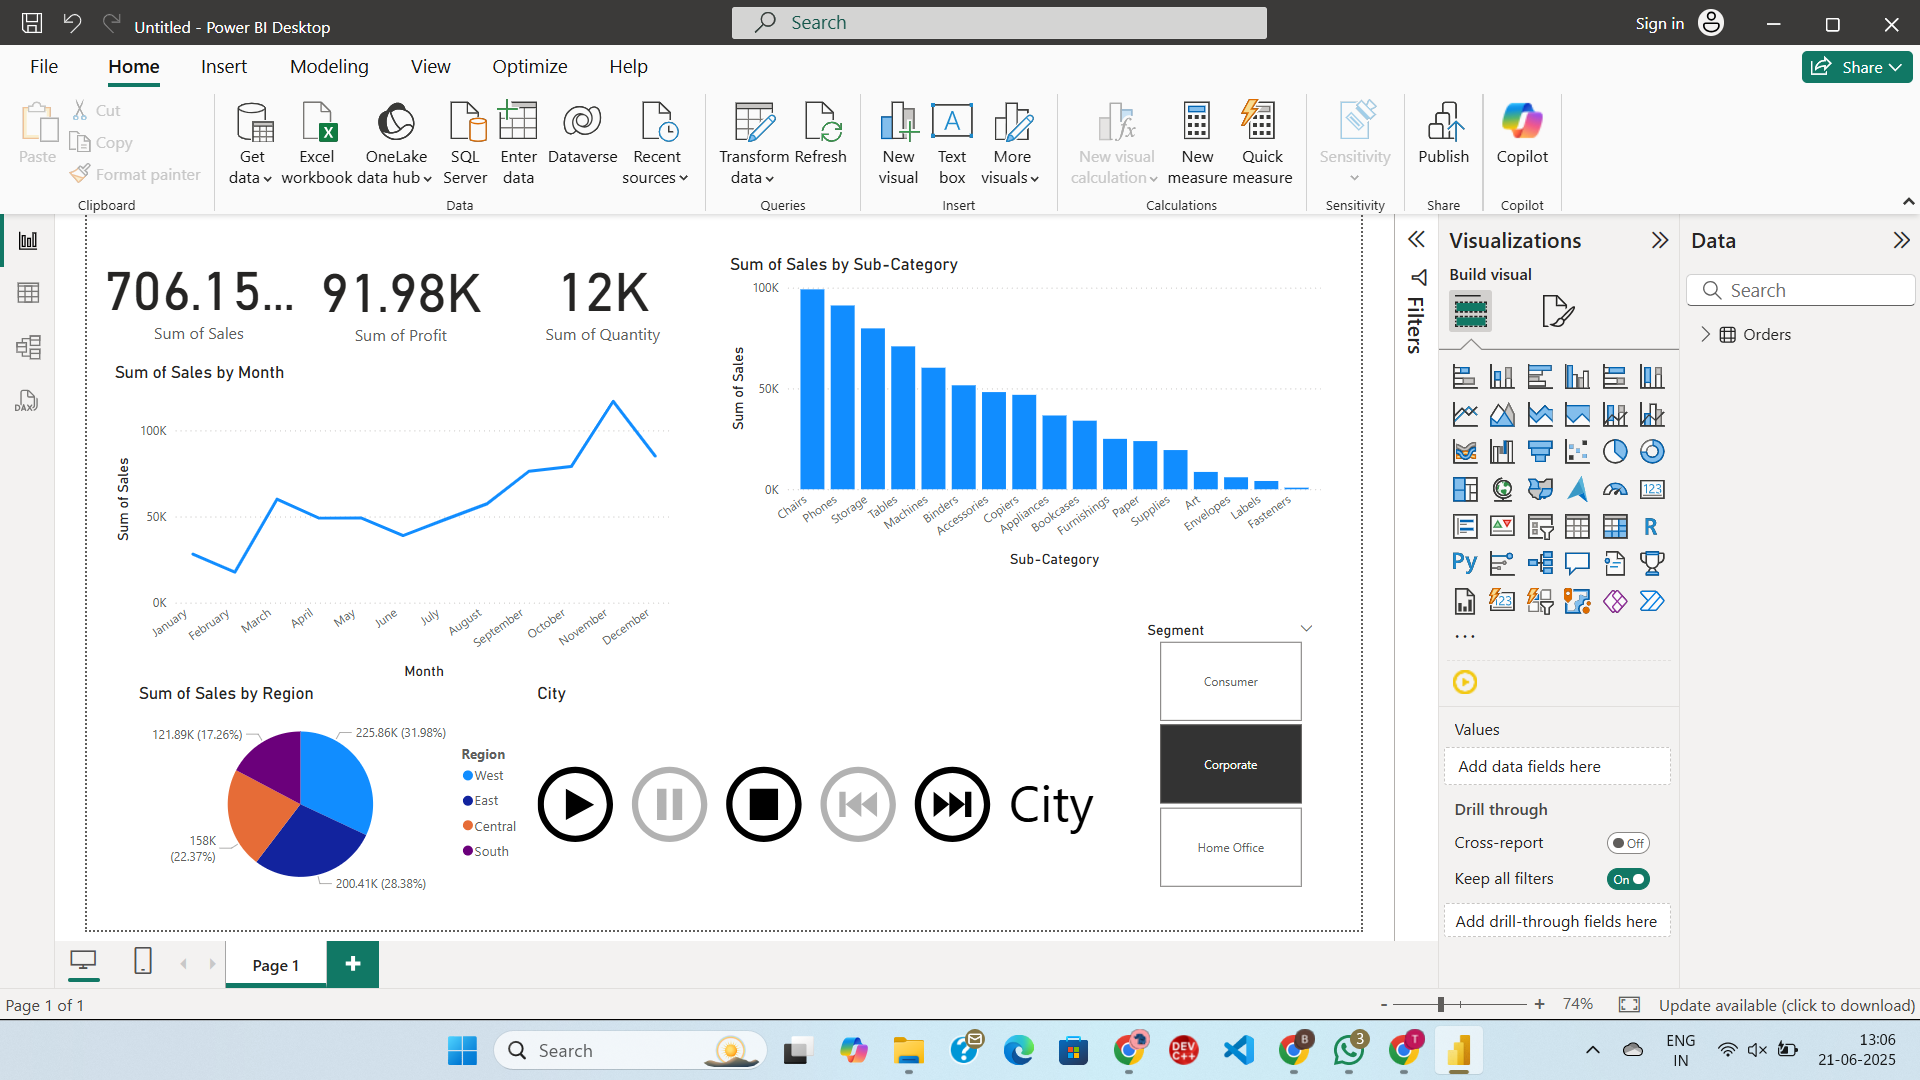 Untitled - Power BI Desktop
Search
Sign in
File
Home
Insert
Modeling
View
Optimize
Help
Share
Paste
Cut
Copy
Format painter
Clipboard
Get data
Excel workbook
OneLake data hub
SQL Server
Enter data
Dataverse
Recent sources
Data
Transform data
Refresh
Queries
New visual
Text box
More visuals
Insert
New visual calculation
New measure
Quick measure
Calculations
Sensitivity
Sensitivity
Publish
Share
Copilot
Copilot
706.15...
Sum of Sales
91.98K
Sum of Profit
12K
Sum of Quantity
Sum of Sales by Month
Sum of Sales
100K
50K
0K
January
February
March
April
May
June
July
August
September
October
November
December
Month
Sum of Sales by Sub-Category
Sum of Sales
100K
50K
0K
Chairs
Phones
Storage
Tables
Machines
Binders
Accessories
Copiers
Appliances
Bookcases
Furnishings
Paper
Supplies
Art
Envelopes
Labels
Fasteners
Sub-Category
Sum of Sales by Region
121.89K (17.26%)
225.86K (31.98%)
158K
(22.37%)
200.41K (28.38%)
Region
West
East
Central
South
City
City
Segment
Consumer
Corporate
Home Office
Filters
Visualizations
Build visual
123
R
Py
123
Values
Add data fields here
Drill through
Cross-report
Off
Keep all filters
On
Add drill-through fields here
Data
Search
Orders
DAX
Page 1
Page 1 of 1
74%
Update available (click to download)
Search
DEV
C++
B
3
T
ENG
IN
13:06
21-06-2025